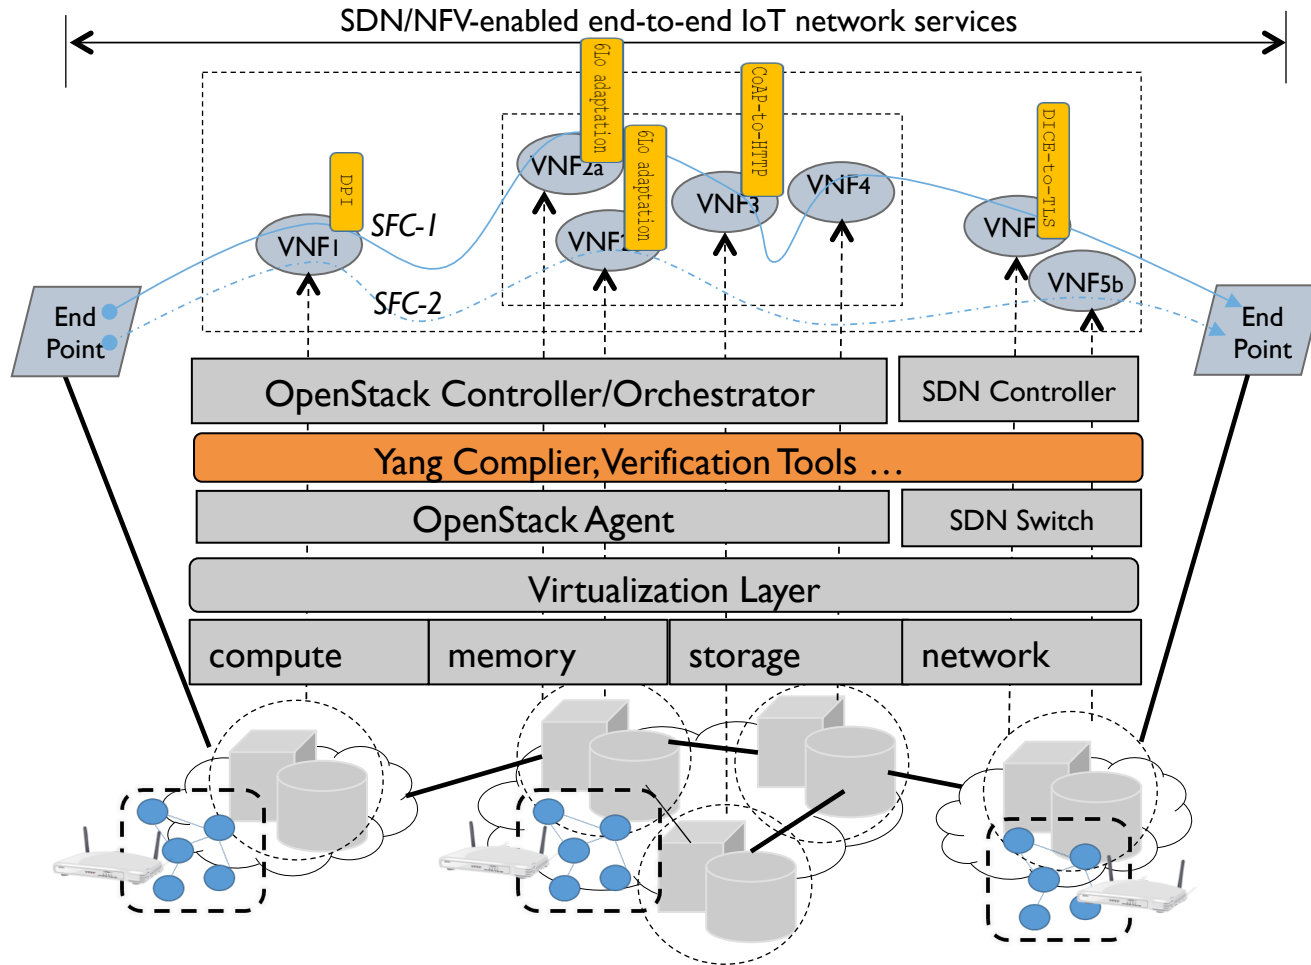 SDN/NFV-enabled end-to-end IoT network services
6Lo adaptation
CoAP-to-HTTP
6Lo adaptation
DICE-to-TLS
DPI
VNF2a
VNF3
VNF4
VNF1
SFC-1
VNF2
VNF5
VNF5b
SFC-2
End
Point
End
Point
OpenStack Controller/Orchestrator
SDN Controller
Yang Complier, Verification Tools ...
OpenStack Agent
SDN Switch
Virtualization Layer
compute
memory
storage
network